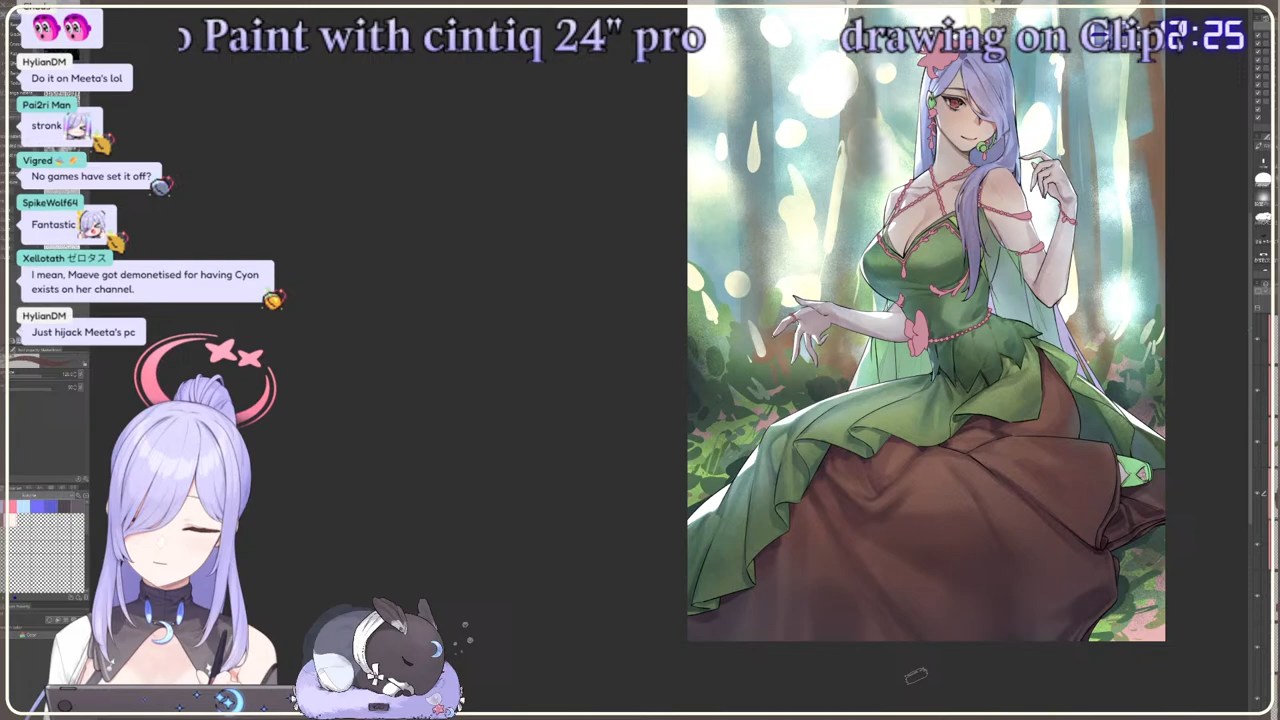 Paint with cintiq 24" pro
drawing on Clip
2:25
HylianDM
Do it on Meeta's lol
Pai2ri Man
stronk
Vigred
No games have set it off?
SpikeWolf64
Fantastic
Xellotath ゼロタス
I mean, Maeve got demonetised for having Cyon
exists on her channel.
HylianDM
Just hijack Meeta's pc